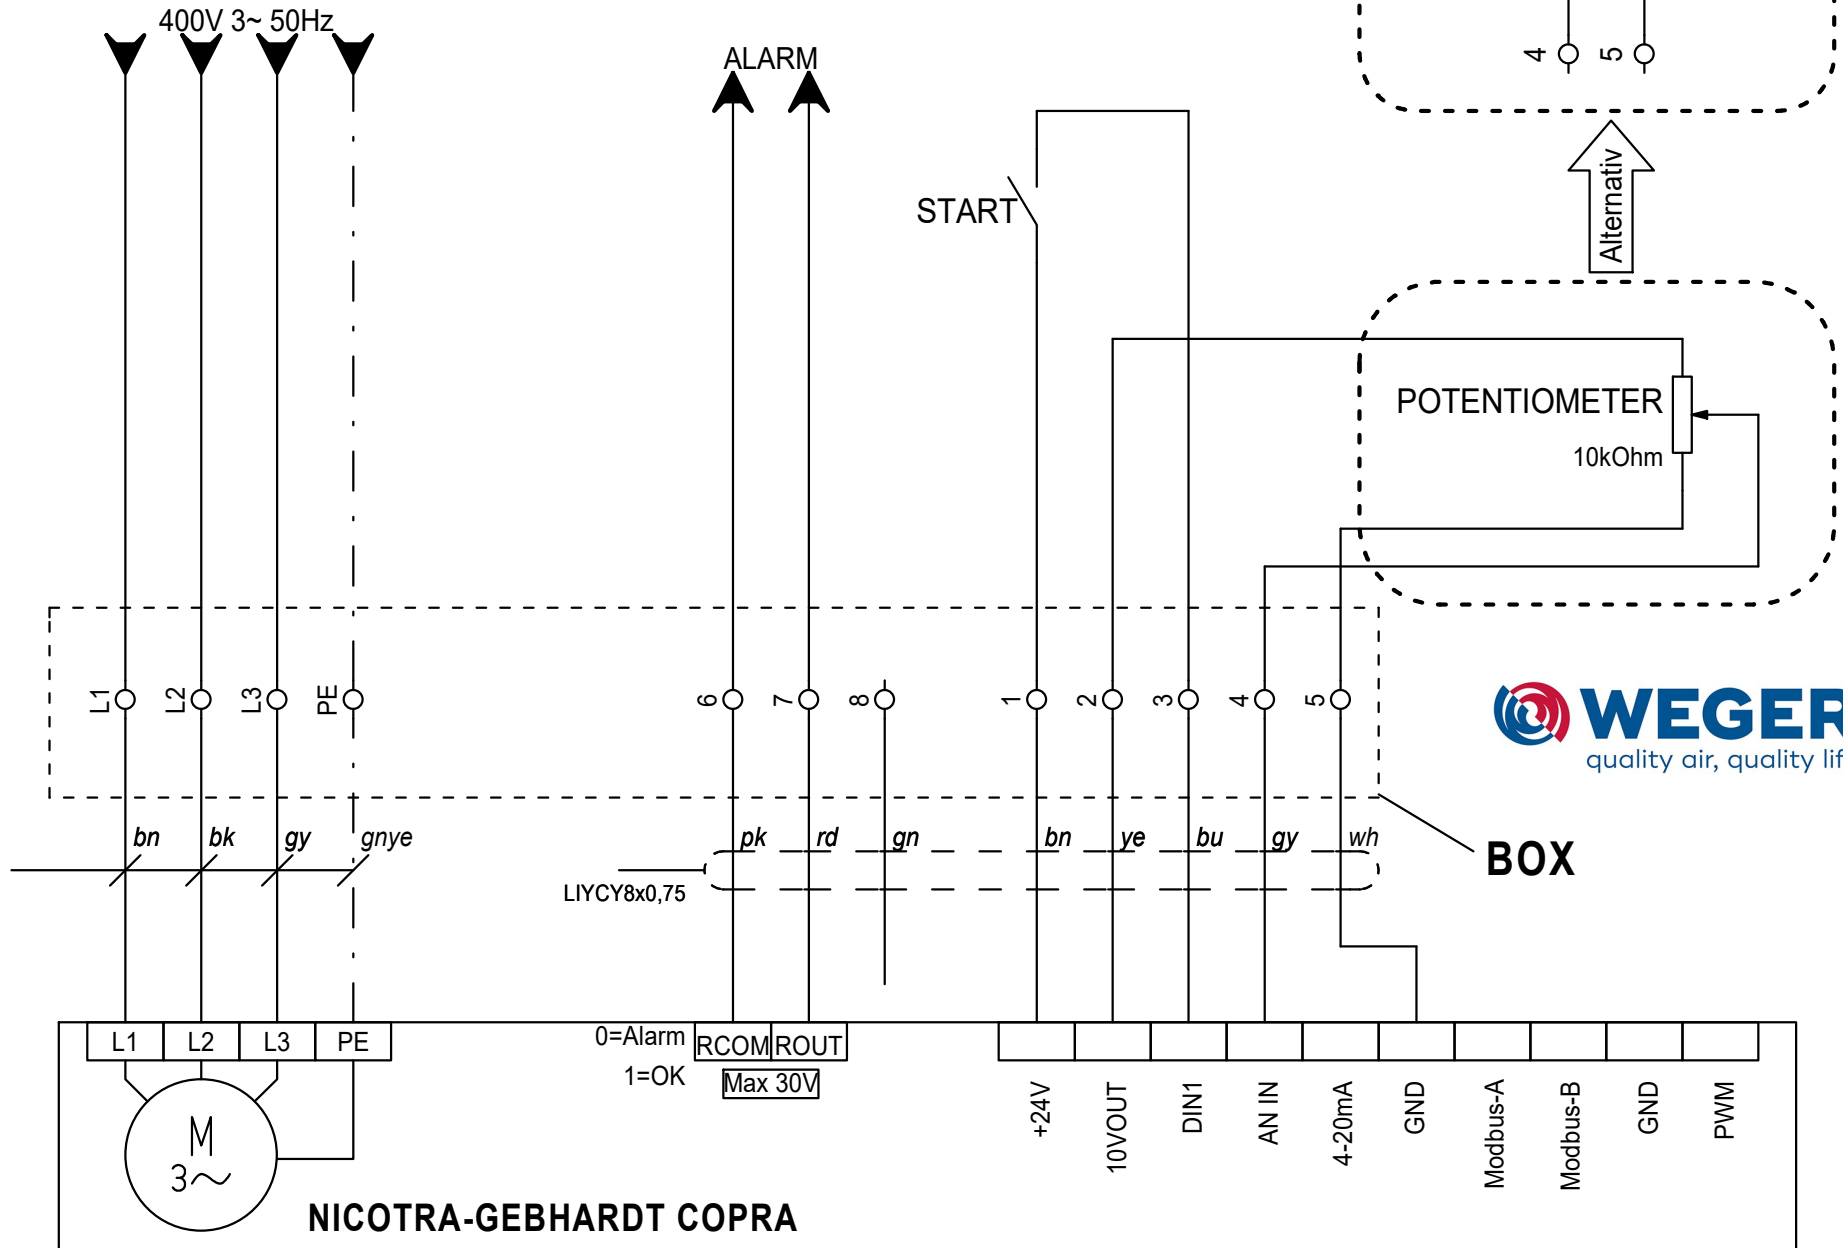 400V 3~ 50Hz
ALARM
4
5
Alternativ
START
POTENTIOMETER
10kOhm
L1
L2
L3
PE
6
7
8
1
2
3
4
5
WEGER
quality air, quality lif
bn
bk
gy
gnye
pk
rd
gn
bn
ye
bu
gy
wh
BOX
LIYCY8x0,75
L1
L2
L3
PE
0=Alarm
1=OK
RCOM
ROUT
Max 30V
+24V
10VOUT
DIN1
AN IN
4-20mA
GND
Modbus-A
Modbus-B
GND
PWM
M
3~
NICOTRA-GEBHARDT COPRA